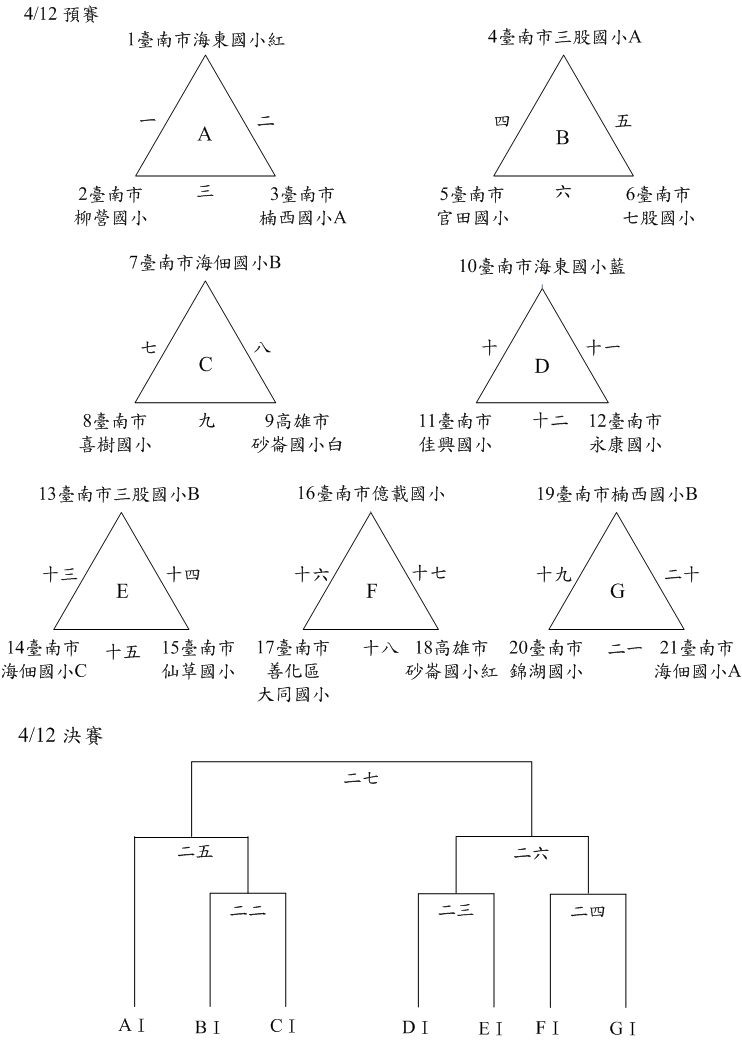 4/12 預賽
1臺南市海東國小紅
4臺南市三股國小A
一
二
A
四
五
B
三
六
2臺南市
柳營國小
3臺南市
楠西國小A
5臺南市
官田國小
6臺南市
七股國小
7臺南市海佃國小B
10臺南市海東國小藍
七
八
C
十
十一
D
九
十二
8臺南市
喜樹國小
9高雄市
砂崙國小白
11臺南市
佳興國小
12臺南市
永康國小
13臺南市三股國小B
16臺南市億載國小
19臺南市楠西國小B
十三
十四
E
十六
十七
F
十九
二十
G
十五
十八
二一
14臺南市
海佃國小C
15臺南市
仙草國小
17臺南市
善化區
大同國小
18高雄市
砂崙國小紅
20臺南市
錦湖國小
21臺南市
海佃國小A
4/12 決賽
二七
二五
二六
二二
二三
二四
A I
B I
C I
D I
E I
F I
G I